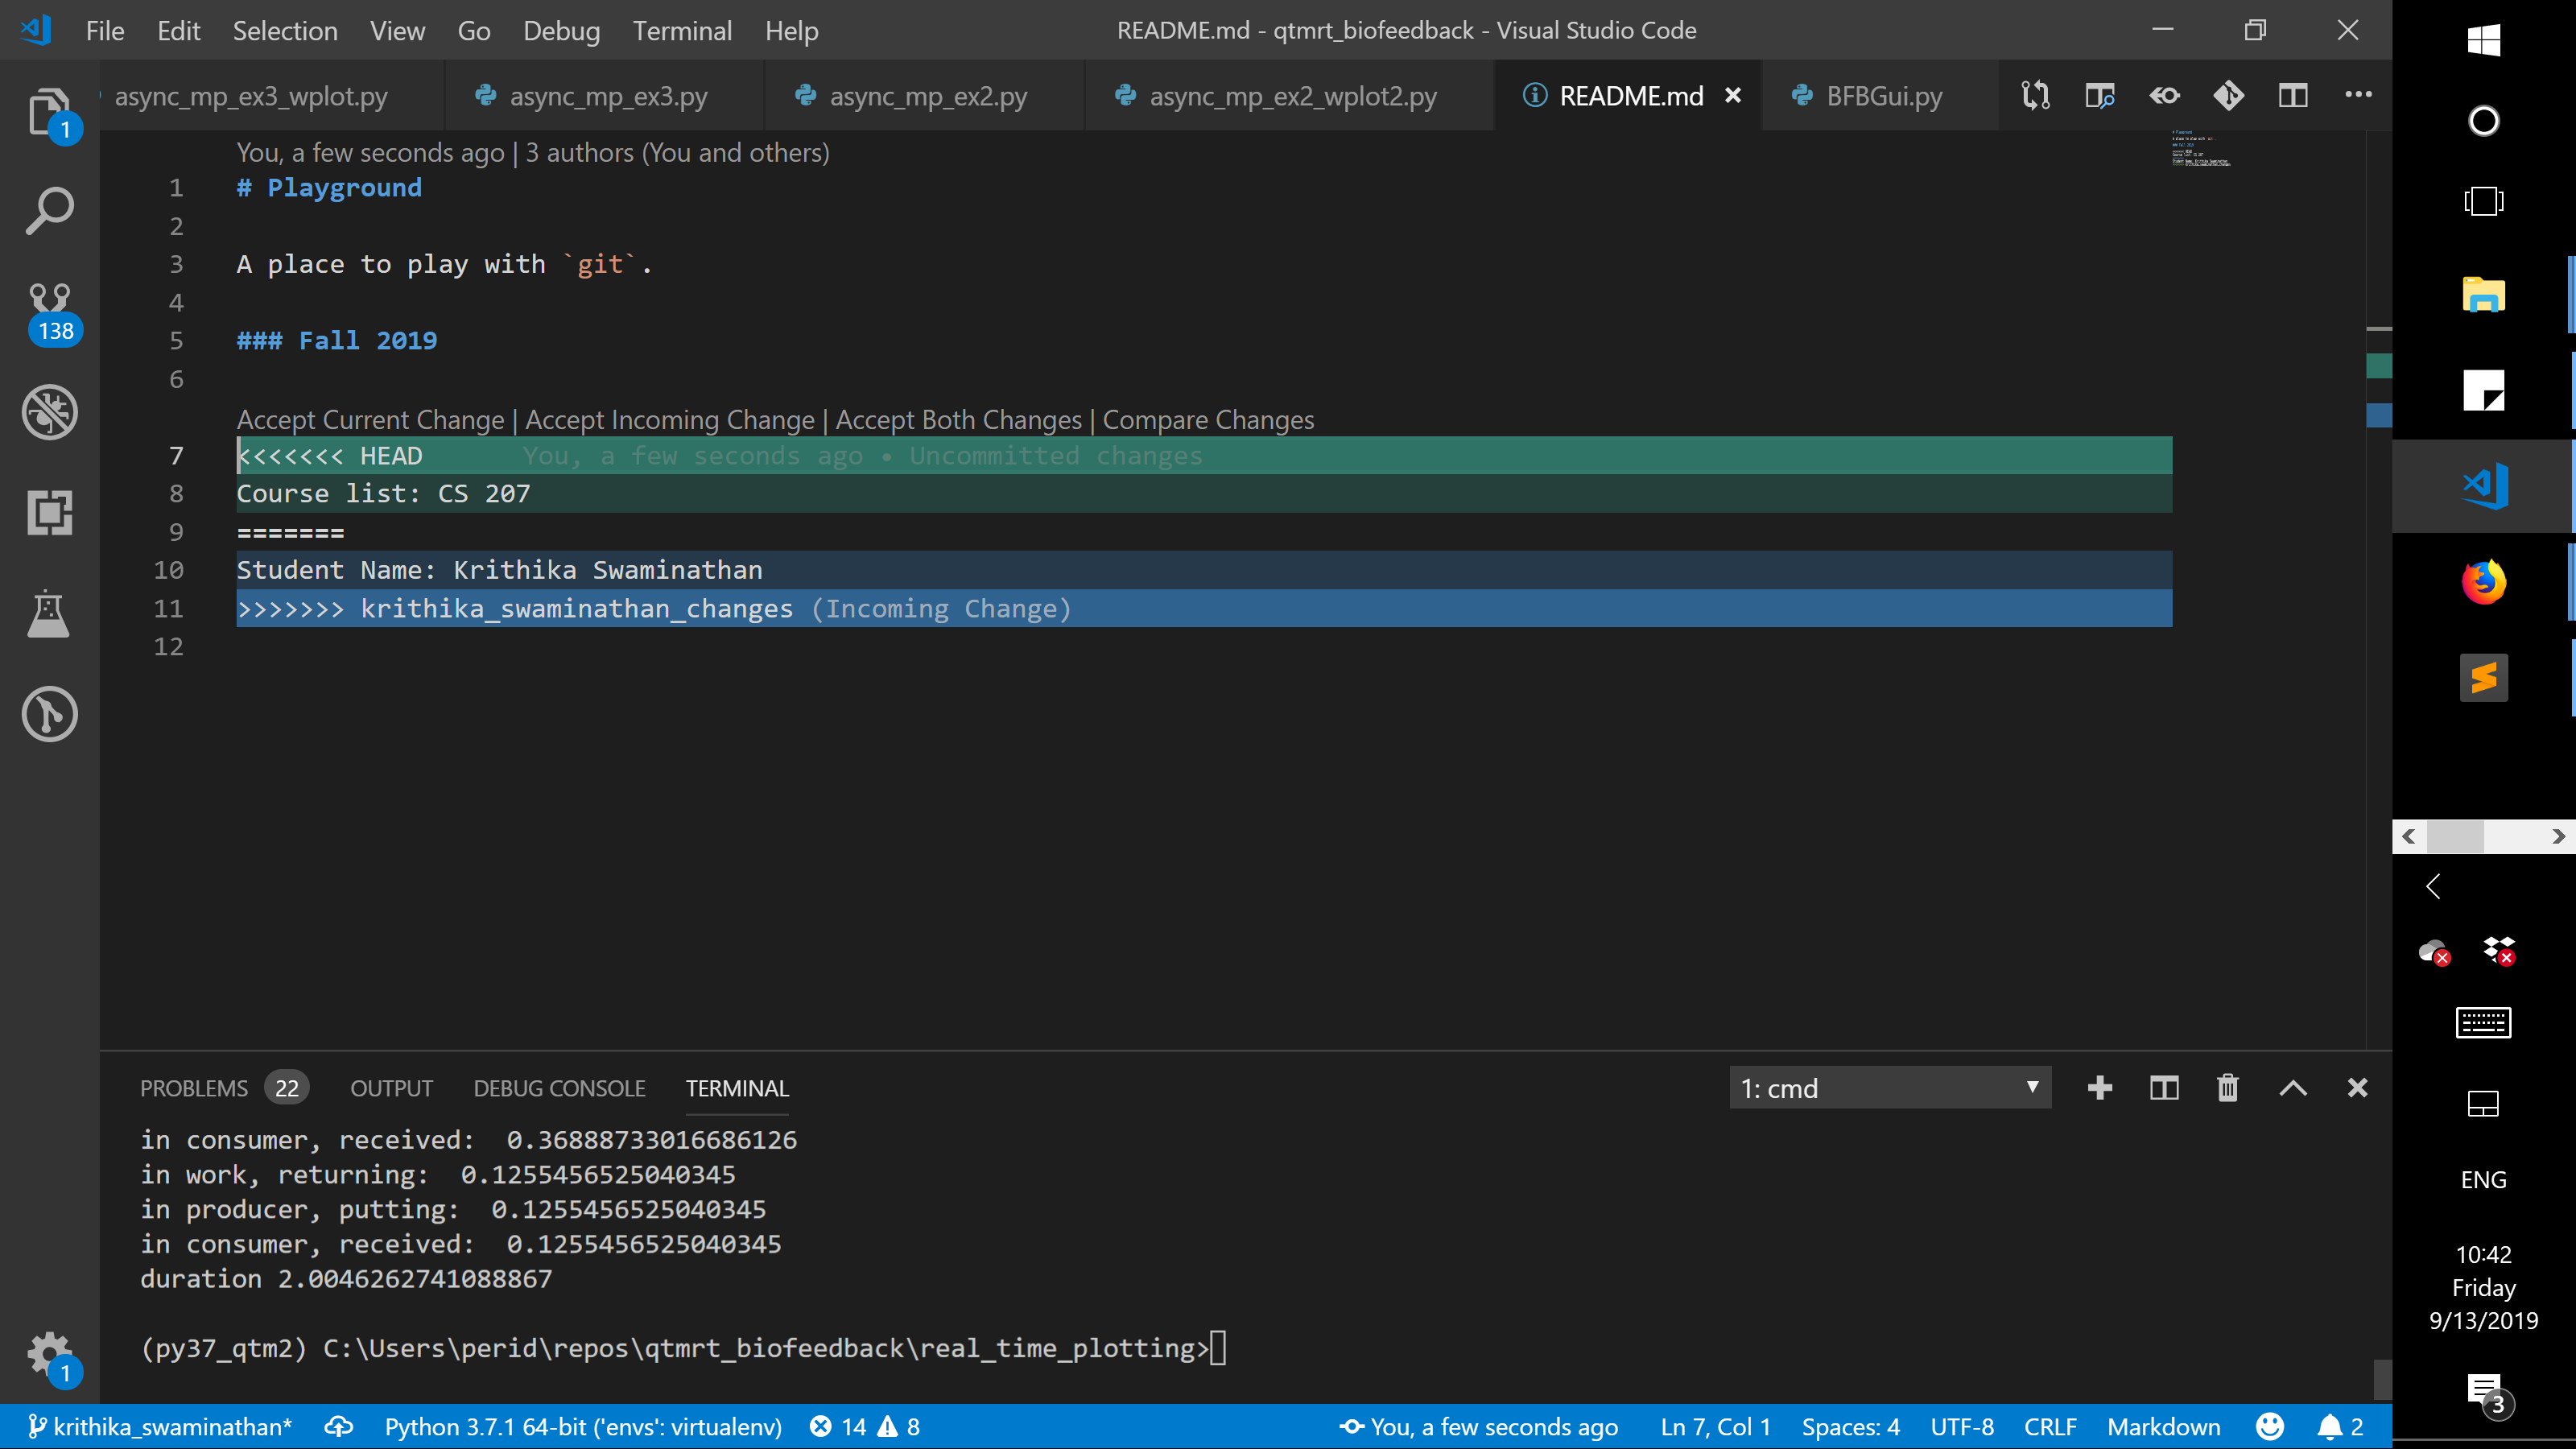 File Edit Selection View Go Debug Terminal Help
README.md - qtmrt_biofeedback - Visual Studio Code
async_mp_ex3_wplot.py async_mp_ex3.py async_mp_ex2.py async_mp_ex2_wplot2.py README.md BFBGui.py
1
138
1
You, a few seconds ago | 3 authors (You and others)
1 # Playground
2
3 A place to play with `git`.
4
5 ### Fall 2019
6
Accept Current Change | Accept Incoming Change | Accept Both Changes | Compare Changes
7 <<<<<<< HEAD You, a few seconds ago • Uncommitted changes
8 Course list: CS 207
9 =======
10 Student Name: Krithika Swaminathan
11 >>>>>>> krithika_swaminathan_changes (Incoming Change)
12
PROBLEMS 22 OUTPUT DEBUG CONSOLE TERMINAL
1: cmd
in consumer, received:  0.36888733016686126
in work, returning:  0.1255456525040345
in producer, putting:  0.1255456525040345
in consumer, received:  0.1255456525040345
duration 2.0046262741088867
(py37_qtm2) C:\Users\perid\repos\qtmrt_biofeedback\real_time_plotting>
krithika_swaminathan* Python 3.7.1 64-bit ('envs': virtualenv) 14 8
You, a few seconds ago Ln 7, Col 1 Spaces: 4 UTF-8 CRLF Markdown 2
ENG
10:42
Friday
9/13/2019
3